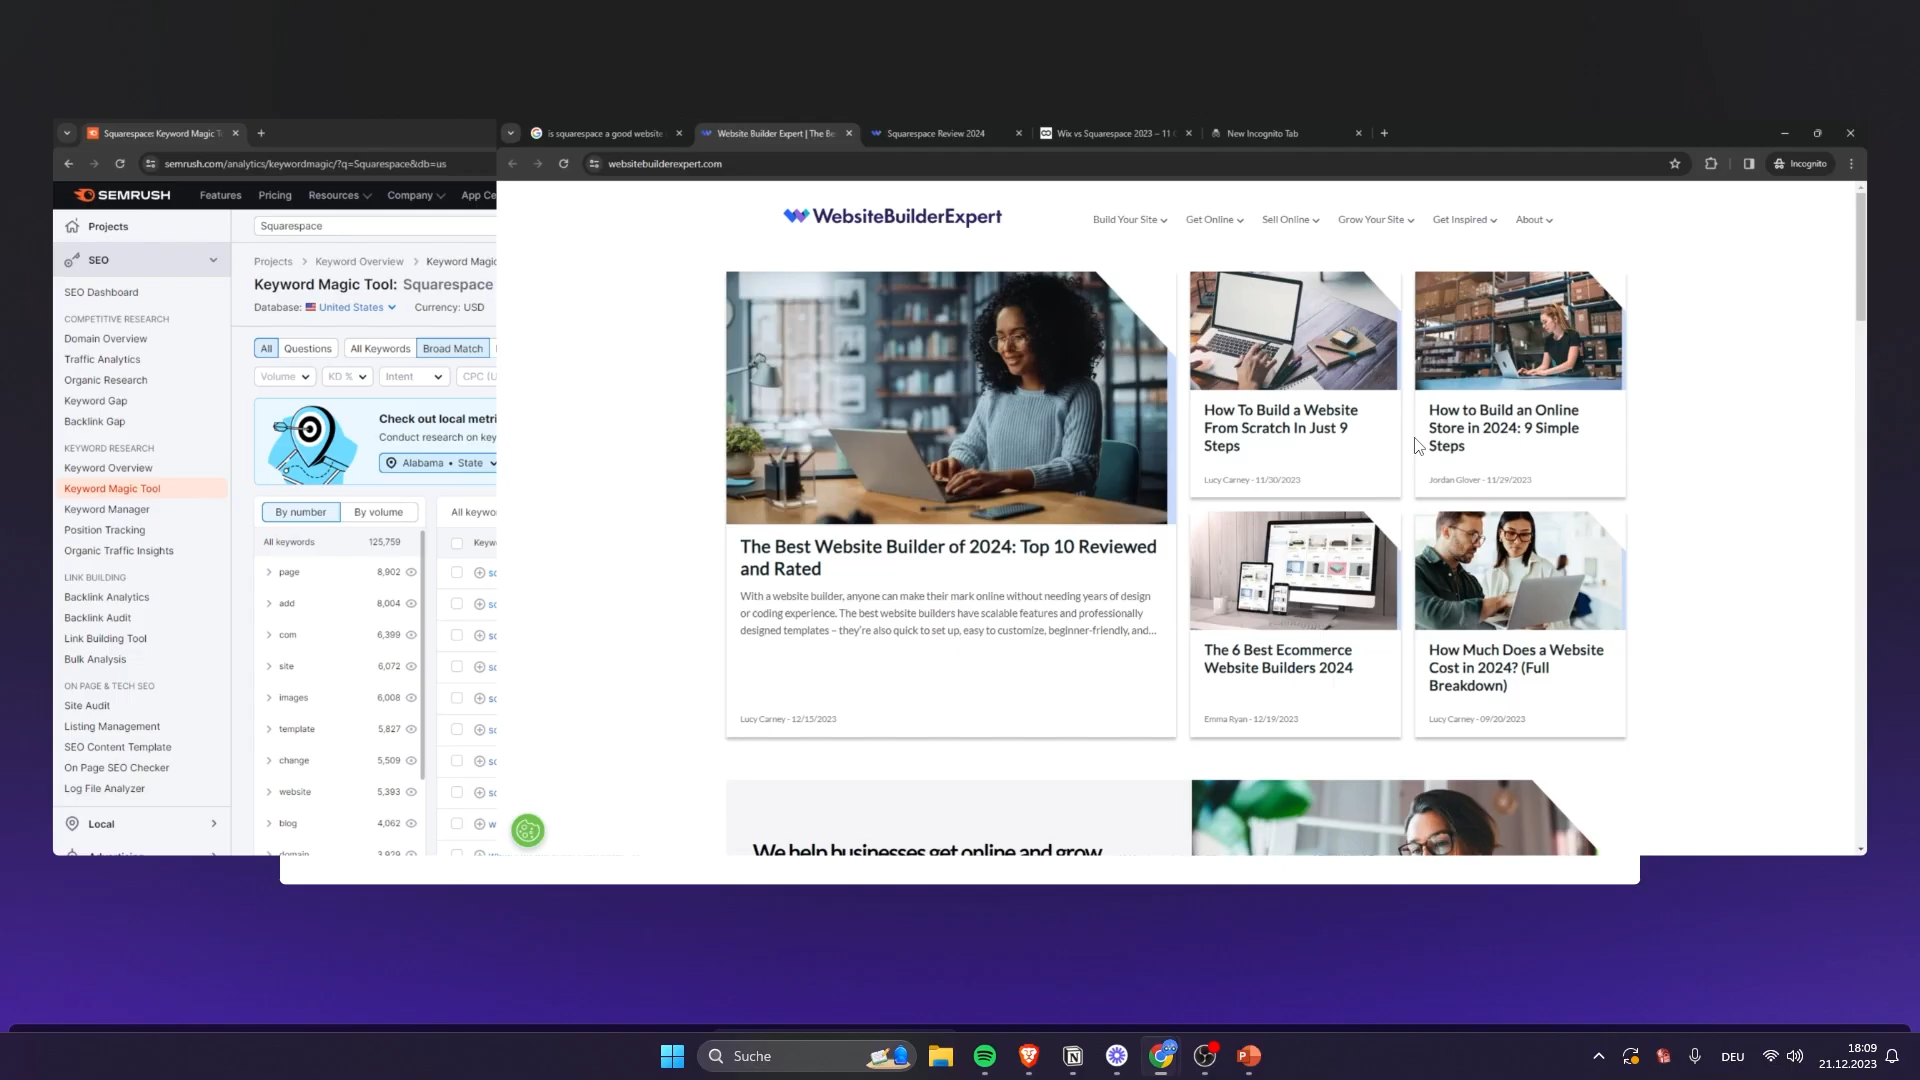 Squarespace: Keyword Magic T
semrush.com/analytics/keywordmagic/?q=Squarespace&db=us
SEMRUSH
Features
Pricing
Resources
Company
App Ce
Projects
SEO
SEO Dashboard
COMPETITIVE RESEARCH
Domain Overview
Traffic Analytics
Organic Research
Keyword Gap
Backlink Gap
KEYWORD RESEARCH
Keyword Overview
Keyword Magic Tool
Keyword Manager
Position Tracking
Organic Traffic Insights
LINK BUILDING
Backlink Analytics
Backlink Audit
Link Building Tool
Bulk Analysis
ON PAGE & TECH SEO
Site Audit
Listing Management
SEO Content Template
On Page SEO Checker
Log File Analyzer
Local
Squarespace
Projects > Keyword Overview > Keyword Magic
Keyword Magic Tool: Squarespace
Database: United States Currency: USD
All Questions All Keywords Broad Match
Volume KD % Intent CPC (U
Check out local metri
Conduct research on key
Alabama • State
By number By volume
All keywo
All keywords 125,759
Keyw
page 8,902
add 8,004
com 6,399
site 6,072
images 6,008
template 5,827
change 5,509
website 5,393
blog 4,062
domain 3,929
is squarespace a good website
Website Builder Expert | The Be
Squarespace Review 2024
Wix vs Squarespace 2023 – 11
New Incognito Tab
websitebuilderexpert.com
Incognito
WebsiteBuilderExpert
Build Your Site
Get Online
Sell Online
Grow Your Site
Get Inspired
About
The Best Website Builder of 2024: Top 10 Reviewed
and Rated
With a website builder, anyone can make their mark online without needing years of design
or coding experience. The best website builders have scalable features and professionally
designed templates – they're also quick to set up, easy to customize, beginner-friendly, and...
Lucy Carney - 12/15/2023
How To Build a Website
From Scratch In Just 9
Steps
Lucy Carney - 11/30/2023
How to Build an Online
Store in 2024: 9 Simple
Steps
Jordan Glover - 11/29/2023
The 6 Best Ecommerce
Website Builders 2024
Emma Ryan - 12/19/2023
How Much Does a Website
Cost in 2024? (Full
Breakdown)
Lucy Carney - 09/20/2023
We help businesses get online and grow
Suche
DEU
18:09
21.12.2023